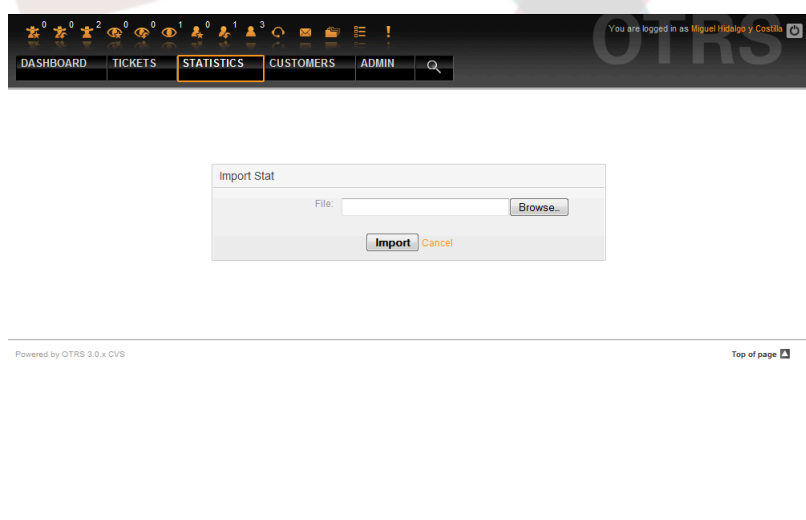 0 0 2 0 0 1 0 1 3
You are logged in as Miguel Hidalgo y Costilla
OTRS
DASHBOARD TICKETS STATISTICS CUSTOMERS ADMIN
Import Stat
File: Browse...
Import Cancel
Powered by OTRS 3.0.x CVS Top of page